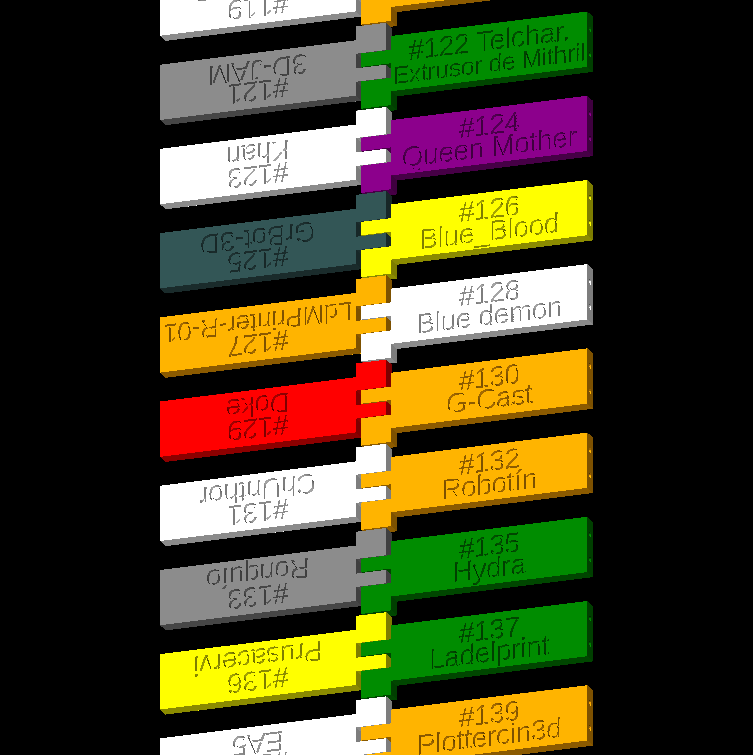 #119
#122 Telchar.
Extrusor de Mithril
#121
3D-JAM
#124
Queen Mother
#123
Khan
#126
Blue_Blood
#125
GrBot-3D
#128
Blue demon
#127
LdMPrinter-R-01
#130
G-Cast
#129
Doke
#132
Robotín
#131
ChUnthor
#135
Hydra
#133
Ronquío
#137
Ladelprint
#136
Prusacervi
#139
Plottercin3d
EA5